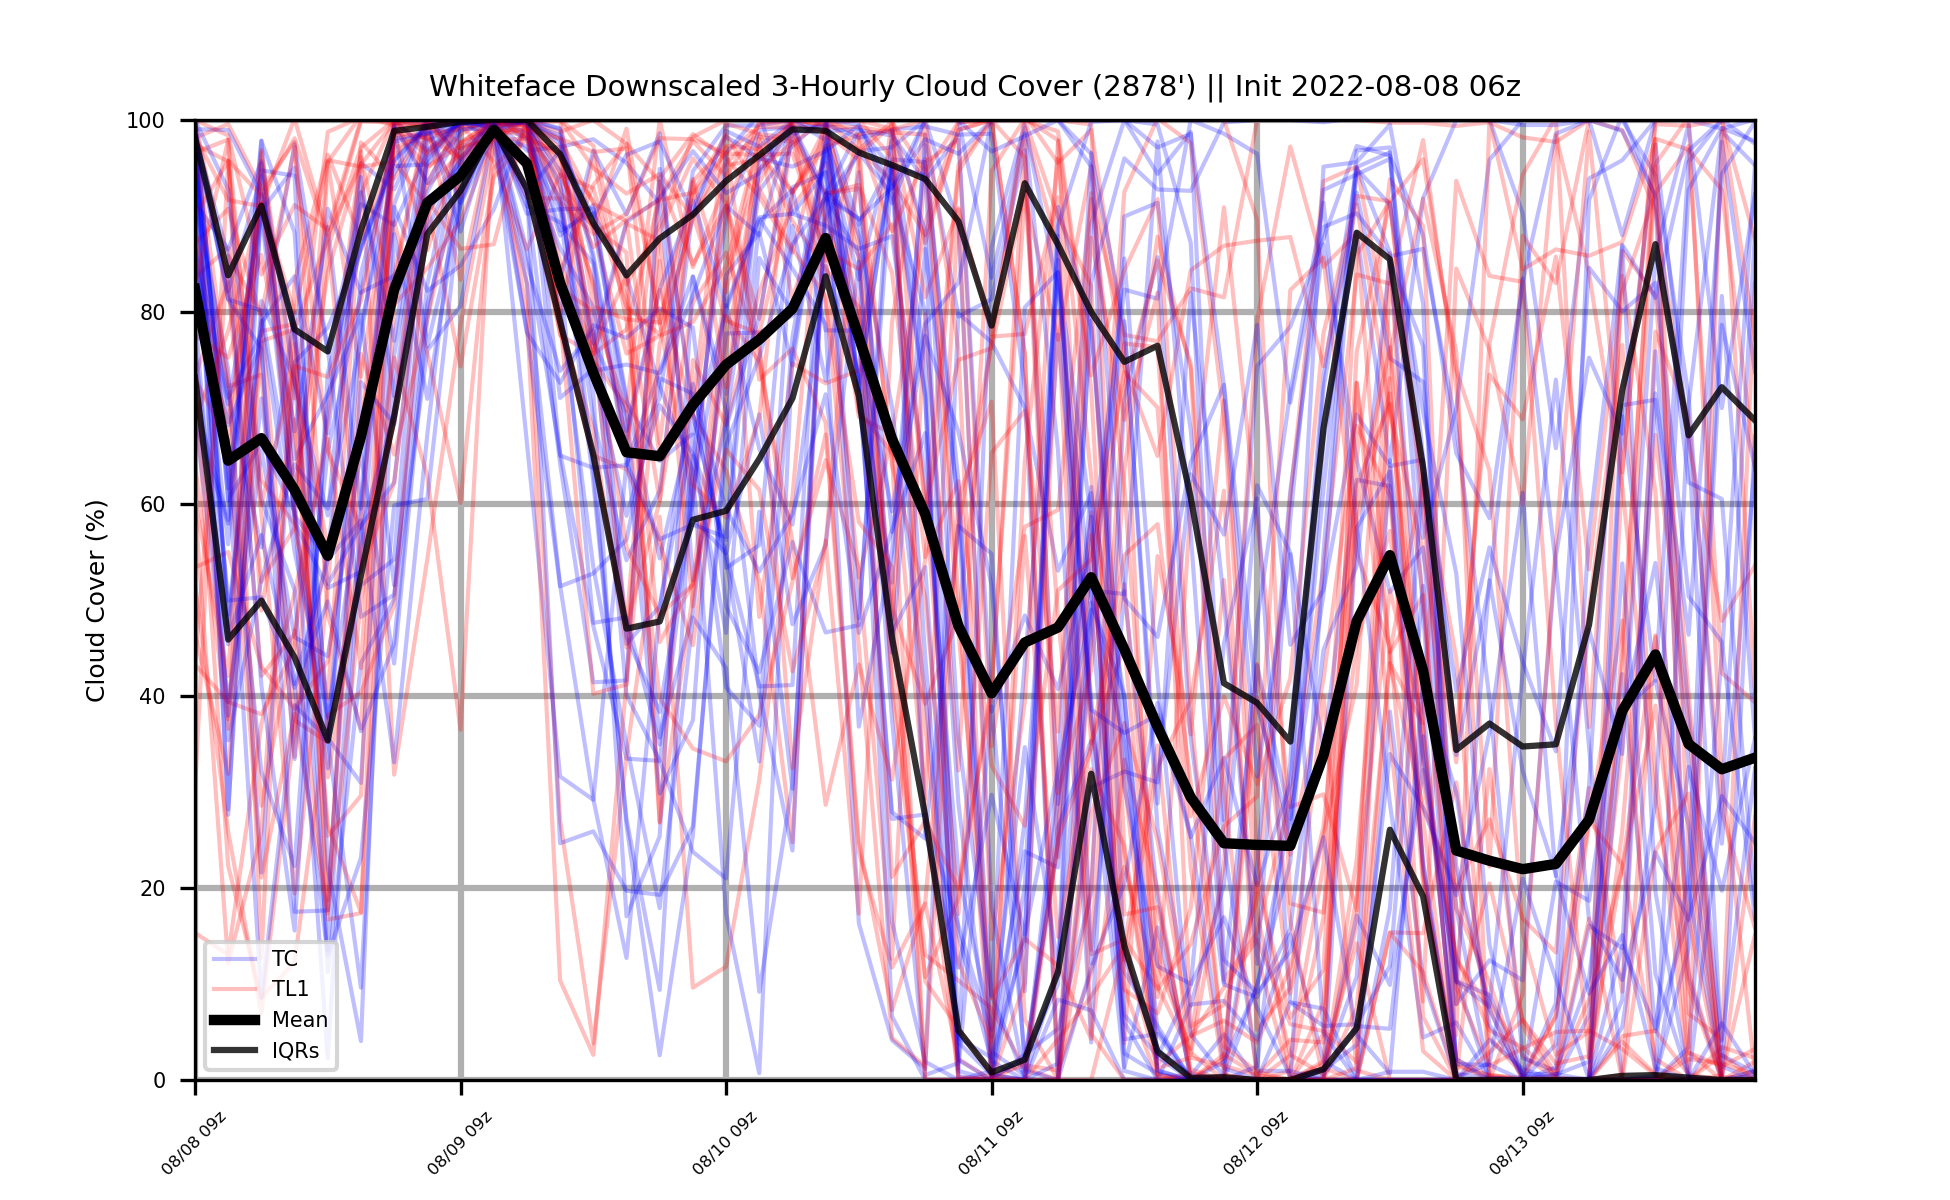 Whiteface Downscaled 3-Hourly Cloud Cover (2878') || Init 2022-08-08 06z
Cloud Cover (%)
100
80
60
40
20
0
TC
TL1
Mean
IQRs
08/08 09z
08/09 09z
08/10 09z
08/11 09z
08/12 09z
08/13 09z